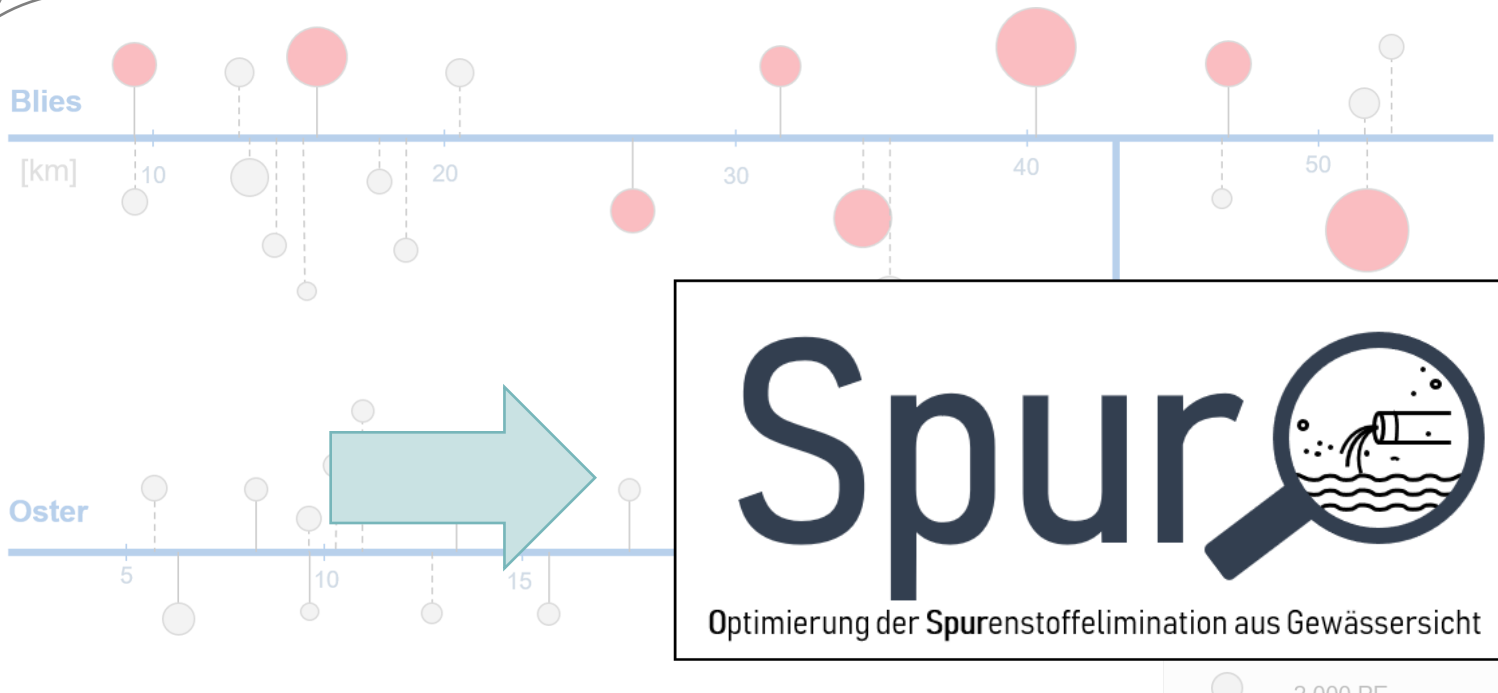 Blies
[km]
10
20
30
40
50
Spur
Optimierung der Spurenstoffelimination aus Gewässersicht
Oster
5
10
15